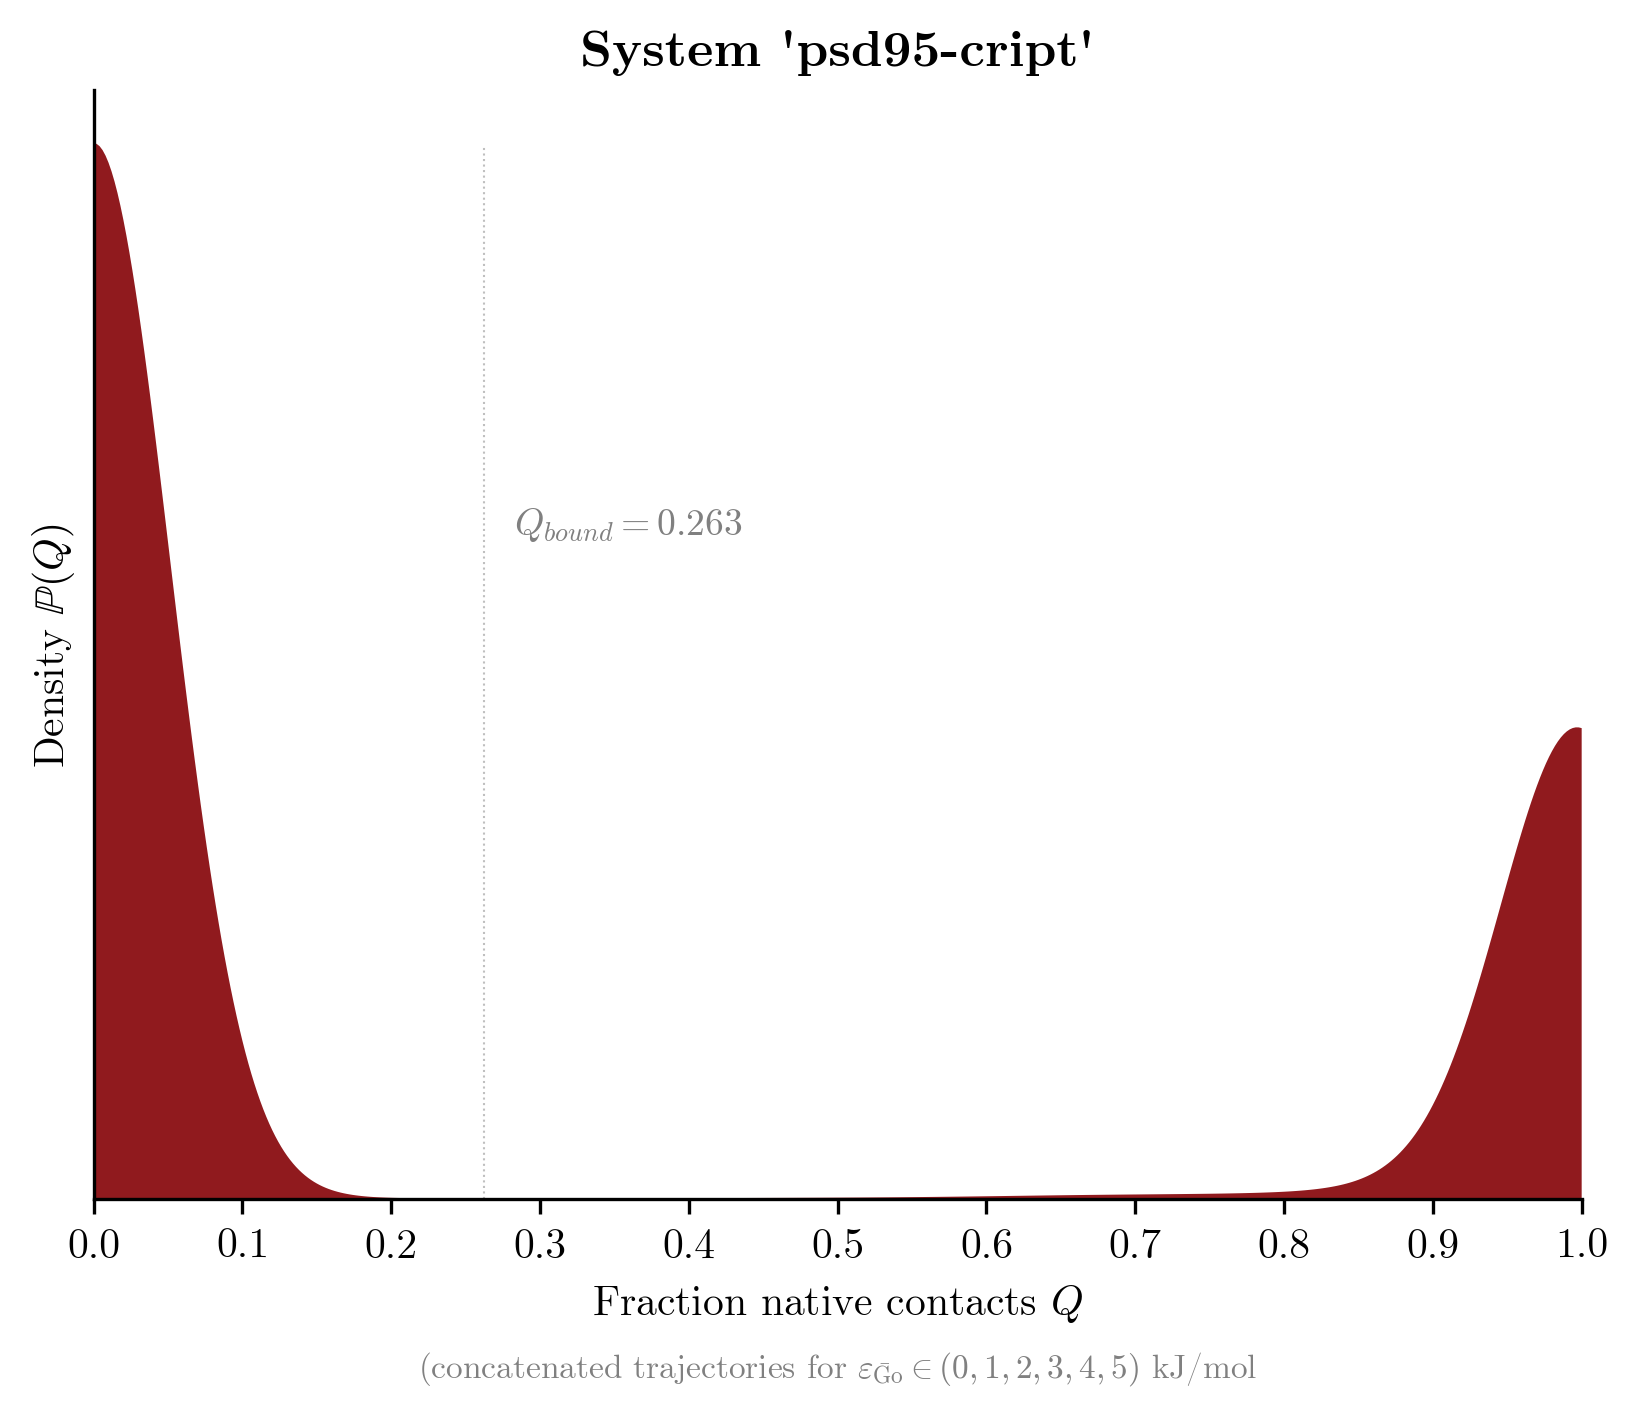 System 'psd95-cript'
Density ℙ(Q)
Q_bound = 0.263
0.0 0.1 0.2 0.3 0.4 0.5 0.6 0.7 0.8 0.9 1.0
Fraction native contacts Q
(concatenated trajectories for ε_Ḡo ∈ (0, 1, 2, 3, 4, 5) kJ/mol